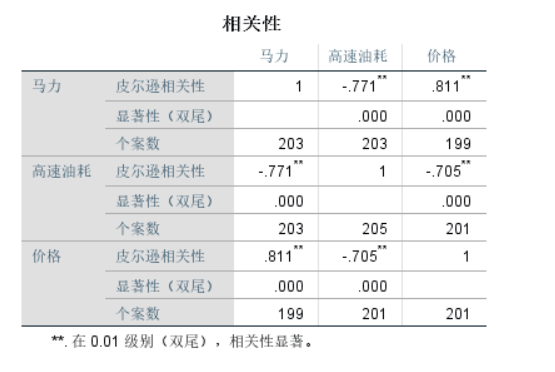 相关性
马力 高速油耗 价格
马力 皮尔逊相关性 1 -.771** .811**
显著性（双尾） .000 .000
个案数 203 203 199
高速油耗 皮尔逊相关性 -.771** 1 -.705**
显著性（双尾） .000 .000
个案数 203 205 201
价格 皮尔逊相关性 .811** -.705** 1
显著性（双尾） .000 .000
个案数 199 201 201
**. 在 0.01 级别（双尾），相关性显著。